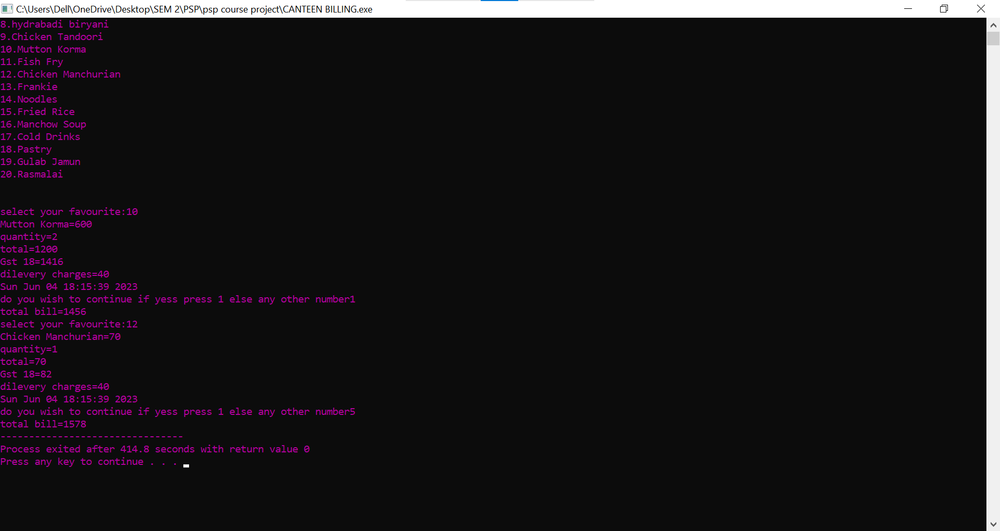 C:\Users\Dell\OneDrive\Desktop\SEM 2\PSP\psp course project\CANTEEN BILLING.exe
8.hydrabadi biryani
9.Chicken Tandoori
10.Mutton Korma
11.Fish Fry
12.Chicken Manchurian
13.Frankie
14.Noodles
15.Fried Rice
16.Manchow Soup
17.Cold Drinks
18.Pastry
19.Gulab Jamun
20.Rasmalai
select your favourite:10
Mutton Korma=600
quantity=2
total=1200
Gst 18=1416
dilevery charges=40
Sun Jun 04 18:15:39 2023
do you wish to continue if yess press 1 else any other number1
total bill=1456
select your favourite:12
Chicken Manchurian=70
quantity=1
total=70
Gst 18=82
dilevery charges=40
Sun Jun 04 18:15:39 2023
do you wish to continue if yess press 1 else any other number5
total bill=1578
--------------------------------
Process exited after 414.8 seconds with return value 0
Press any key to continue . . .